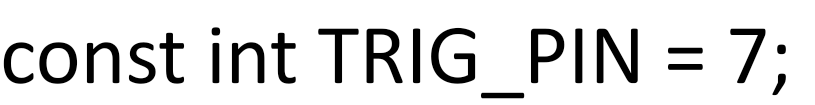 const int TRIG_PIN = 7;